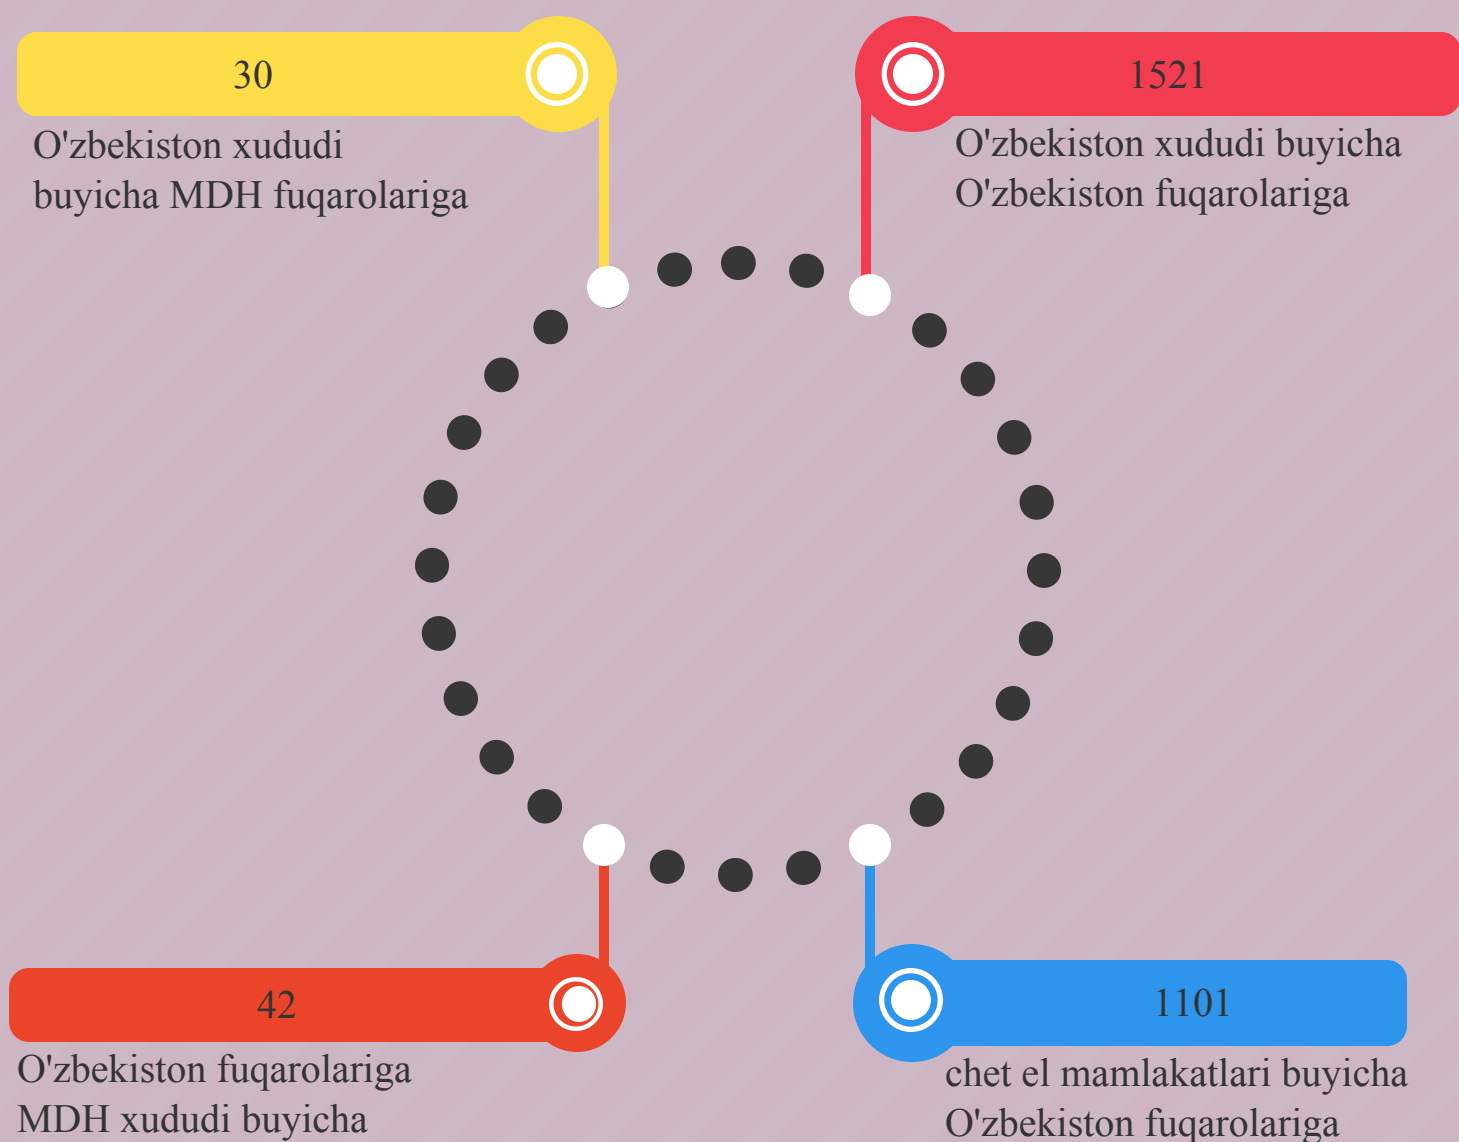 30
O'zbekiston xududi
buyicha MDH fuqarolariga
1521
O'zbekiston xududi buyicha
O'zbekiston fuqarolariga
42
O'zbekiston fuqarolariga
MDH xududi buyicha
1101
chet el mamlakatlari buyicha
O'zbekiston fuqarolariga